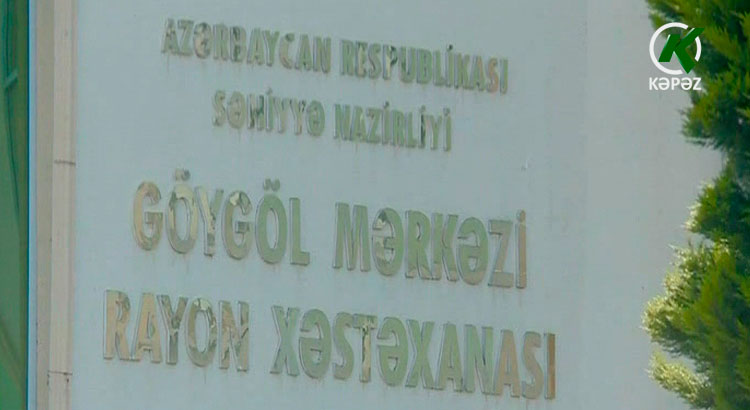 AZƏRBAYCAN RESPUBLİKASI
SƏHİYYƏ NAZİRLİYİ
GÖYGÖL MƏRKƏZİ
RAYON XƏSTƏXANASI
KƏPƏZ